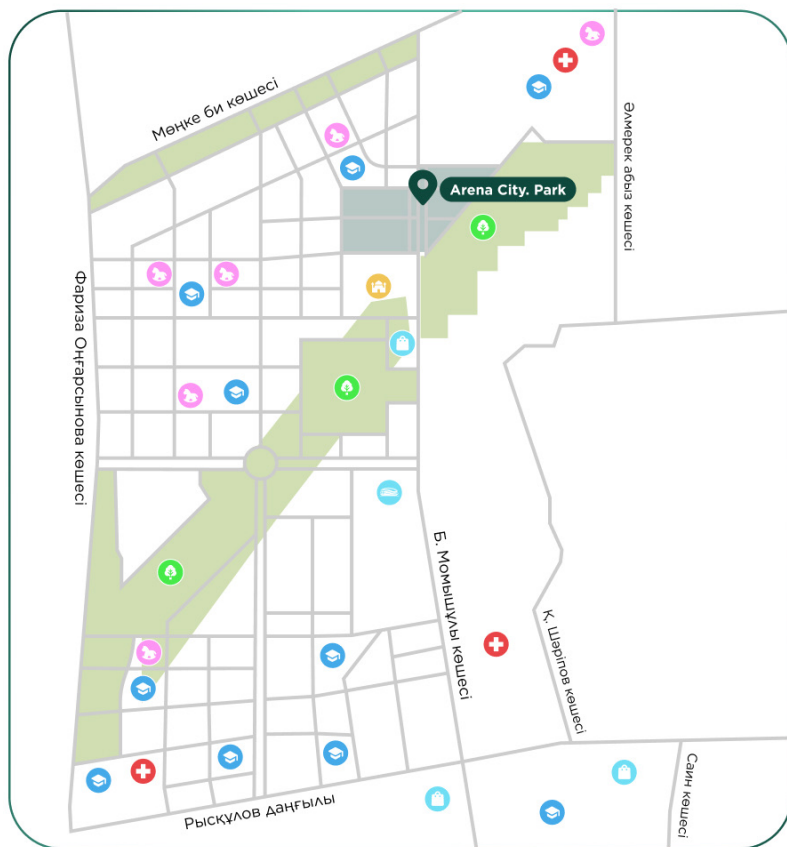 Мөңке би көшесі
Әлмерек абыз көшесі
Arena City. Park
Фариза Оңғарсынова көшесі
Б. Момышұлы көшесі
Қ. Шәріпов көшесі
Саин көшесі
Рысқұлов даңғылы